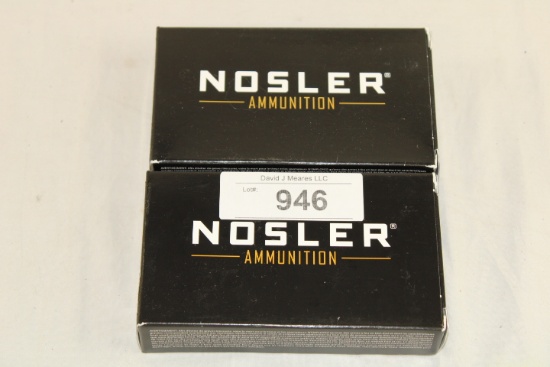 NOSLER®
AMMUNITION
David J Meares LLC
Lot#:
946
NOSLER®
AMMUNITION